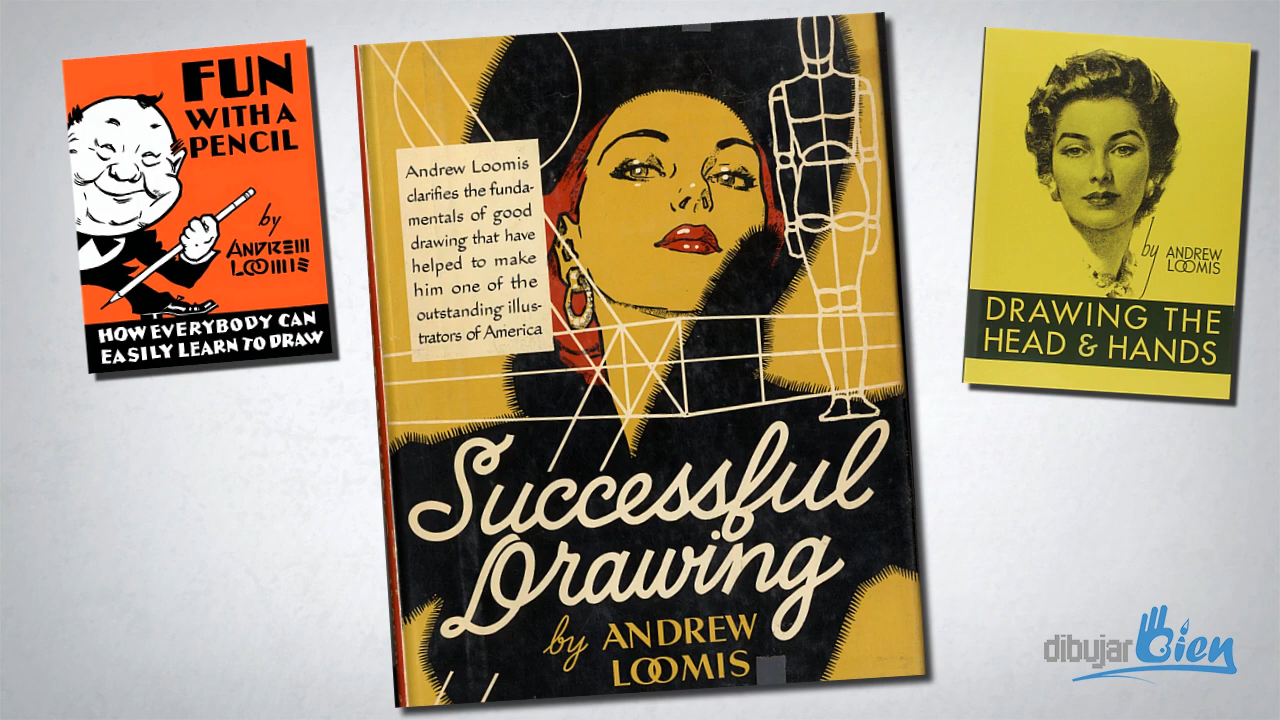 FUN
WITH A
PENCIL
by
ANDREW
LOOMIS
HOW EVERYBODY CAN
EASILY LEARN TO DRAW
Andrew Loomis
clarifies the funda-
mentals of good
drawing that have
helped to make
him one of the
outstanding illus-
trators of America
Successful
Drawing
by ANDREW
LOOMIS
by ANDREW
LOOMIS
DRAWING THE
HEAD & HANDS
dibujarBien